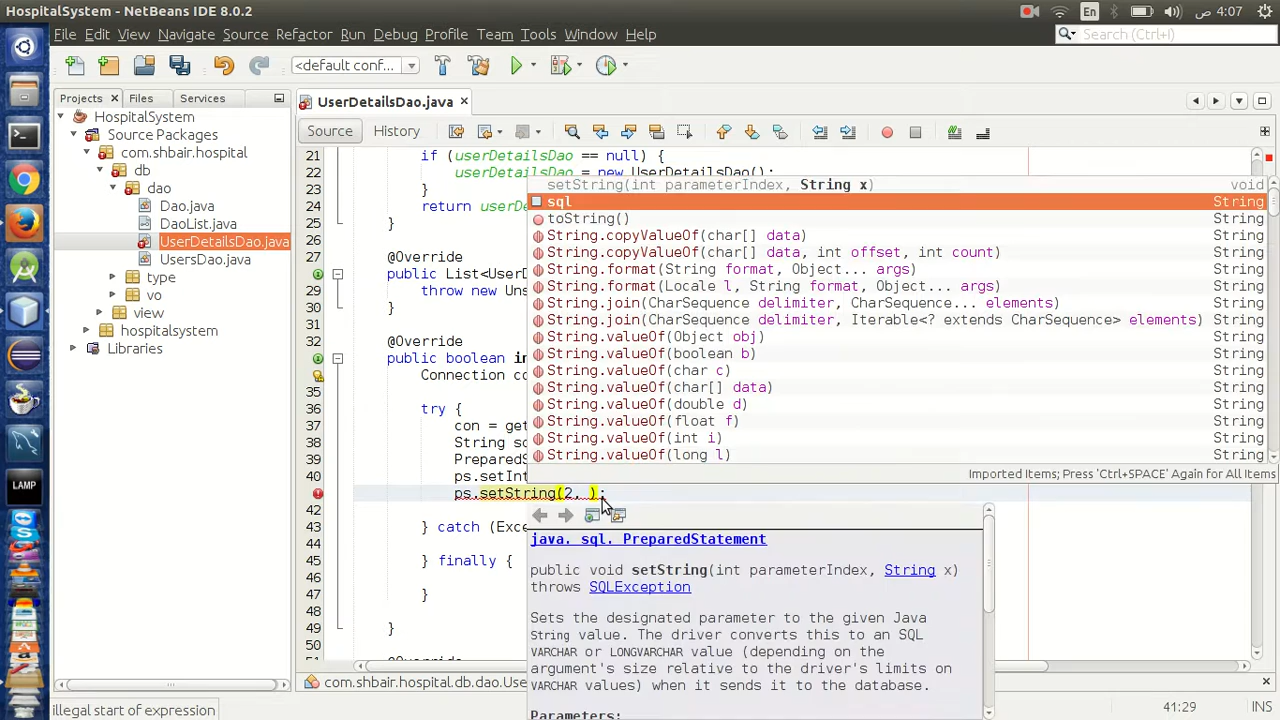 HospitalSystem - NetBeans IDE 8.0.2
En
4:07 ص
File Edit View Navigate Source Refactor Run Debug Profile Team Tools Window Help
Search (Ctrl+I)
<default conf...
Projects
Files
Services
UserDetailsDao.java
HospitalSystem
Source Packages
com.shbair.hospital
db
dao
Dao.java
DaoList.java
UserDetailsDao.java
UsersDao.java
type
vo
view
hospitalsystem
Libraries
LAMP
Source
History
21 if (userDetailsDao == null) {
22 userDetailsDao = new UserDetailsDao();
23 }
24 return userDe
25 }
26
27 @Override
28 public List<UserD
29 throw new Uns
30 }
31
32 @Override
public boolean in
Connection co
35
36 try {
37 con = get
38 String sq
39 PreparedS
40 ps.setInt
ps.setString(2, );
42
43 } catch (Exce
44
45 } finally {
46
47 }
48
49 }
50
51 @Override
setString(int parameterIndex, String x) void
sql String
toString() String
String.copyValueOf(char[] data) String
String.copyValueOf(char[] data, int offset, int count) String
String.format(String format, Object... args) String
String.format(Locale l, String format, Object... args) String
String.join(CharSequence delimiter, CharSequence... elements) String
String.join(CharSequence delimiter, Iterable<? extends CharSequence> elements) String
String.valueOf(Object obj) String
String.valueOf(boolean b) String
String.valueOf(char c) String
String.valueOf(char[] data) String
String.valueOf(double d) String
String.valueOf(float f) String
String.valueOf(int i) String
String.valueOf(long l) String
Imported Items; Press 'Ctrl+SPACE' Again for All Items
java. sql. PreparedStatement
public void setString(int parameterIndex, String x)
throws SQLException
Sets the designated parameter to the given Java
String value. The driver converts this to an SQL
VARCHAR or LONGVARCHAR value (depending on the
argument's size relative to the driver's limits on
VARCHAR values) when it sends it to the database.
Parameters:
com.shbair.hospital.db.dao.Use
illegal start of expression
41:29
INS